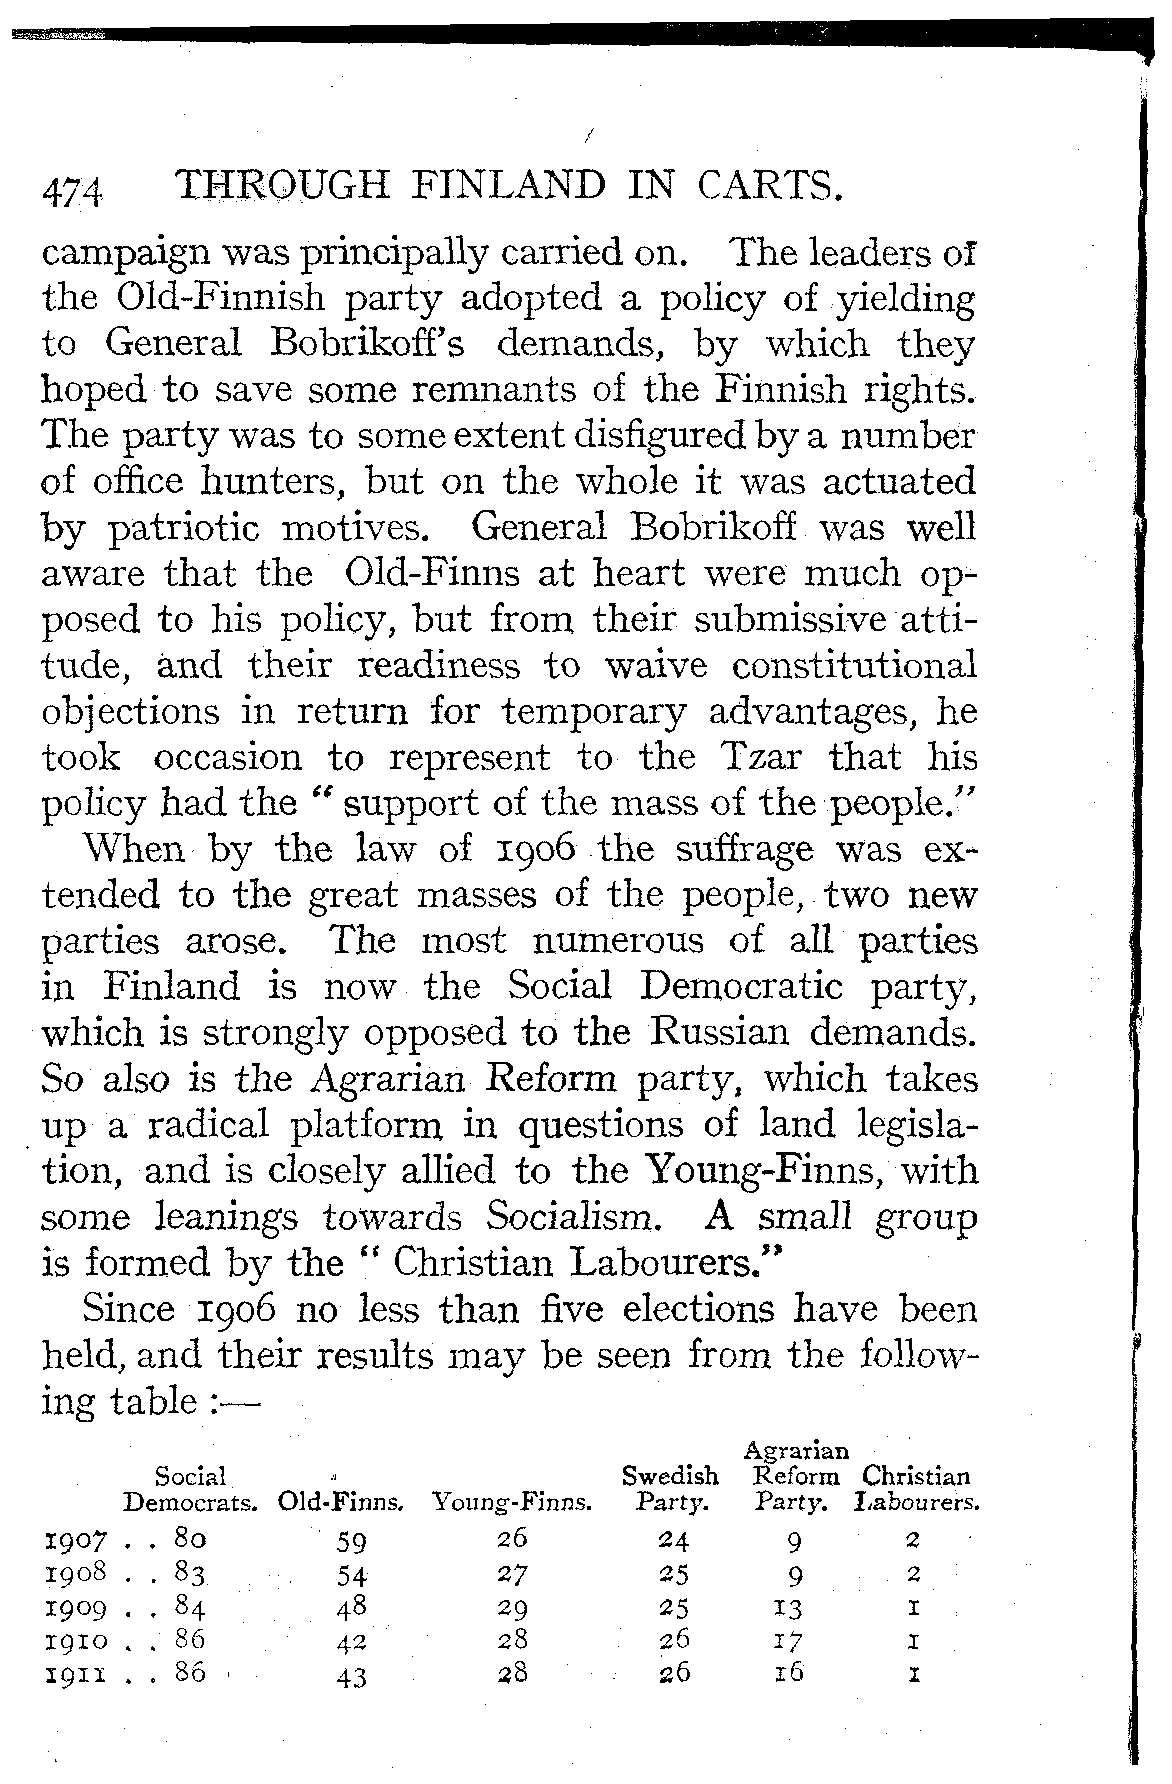 474 THROUGH FINLAND IN CARTS.
campaign was principally carried on. The leaders of
the Old-Finnish party adopted a policy of yielding
to General Bobrikoff's demands, by which they
hoped to save some remnants of the Finnish rights.
The party was to some extent disfigured by a number
of office hunters, but on the whole it was actuated
by patriotic motives. General Bobrikoff was well
aware that the Old-Finns at heart were much op-
posed to his policy, but from their submissive atti-
tude, and their readiness to waive constitutional
objections in return for temporary advantages, he
took occasion to represent to the Tzar that his
policy had the “ support of the mass of the people.”
When by the law of 1906 the suffrage was ex-
tended to the great masses of the people, two new
parties arose. The most numerous of all parties
in Finland is now the Social Democratic party,
which is strongly opposed to the Russian demands.
So also is the Agrarian Reform party, which takes
up a radical platform in questions of land legisla-
tion, and is closely allied to the Young-Finns, with
some leanings towards Socialism. A small group
is formed by the “ Christian Labourers.”
Since 1906 no less than five elections have been
held, and their results may be seen from the follow-
ing table :—
Agrarian
Social Swedish Reform Christian
Democrats. Old-Finns. Young-Finns. Party. Party. Labourers.
1907 . . 80 59 26 24 9 2
1908 . . 83 54 27 25 9 2
1909 . . 84 48 29 25 13 1
1910 . . 86 42 28 26 17 1
1911 . . 86 43 28 26 16 1